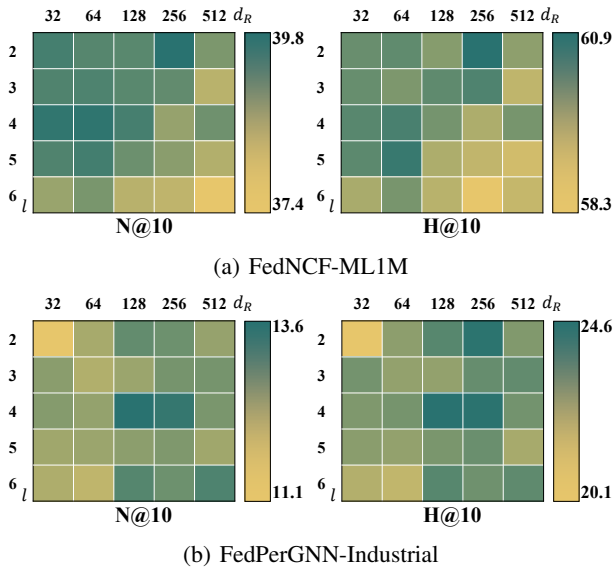 32 64 128 256 512 d_R 32 64 128 256 512 d_R
2 39.8 2 60.9
3 3
4 4
5 5
6 l 37.4 6 l 58.3
N@10 H@10
(a) FedNCF-ML1M
32 64 128 256 512 d_R 32 64 128 256 512 d_R
2 13.6 2 24.6
3 3
4 4
5 5
6 l 11.1 6 l 20.1
N@10 H@10
(b) FedPerGNN-Industrial